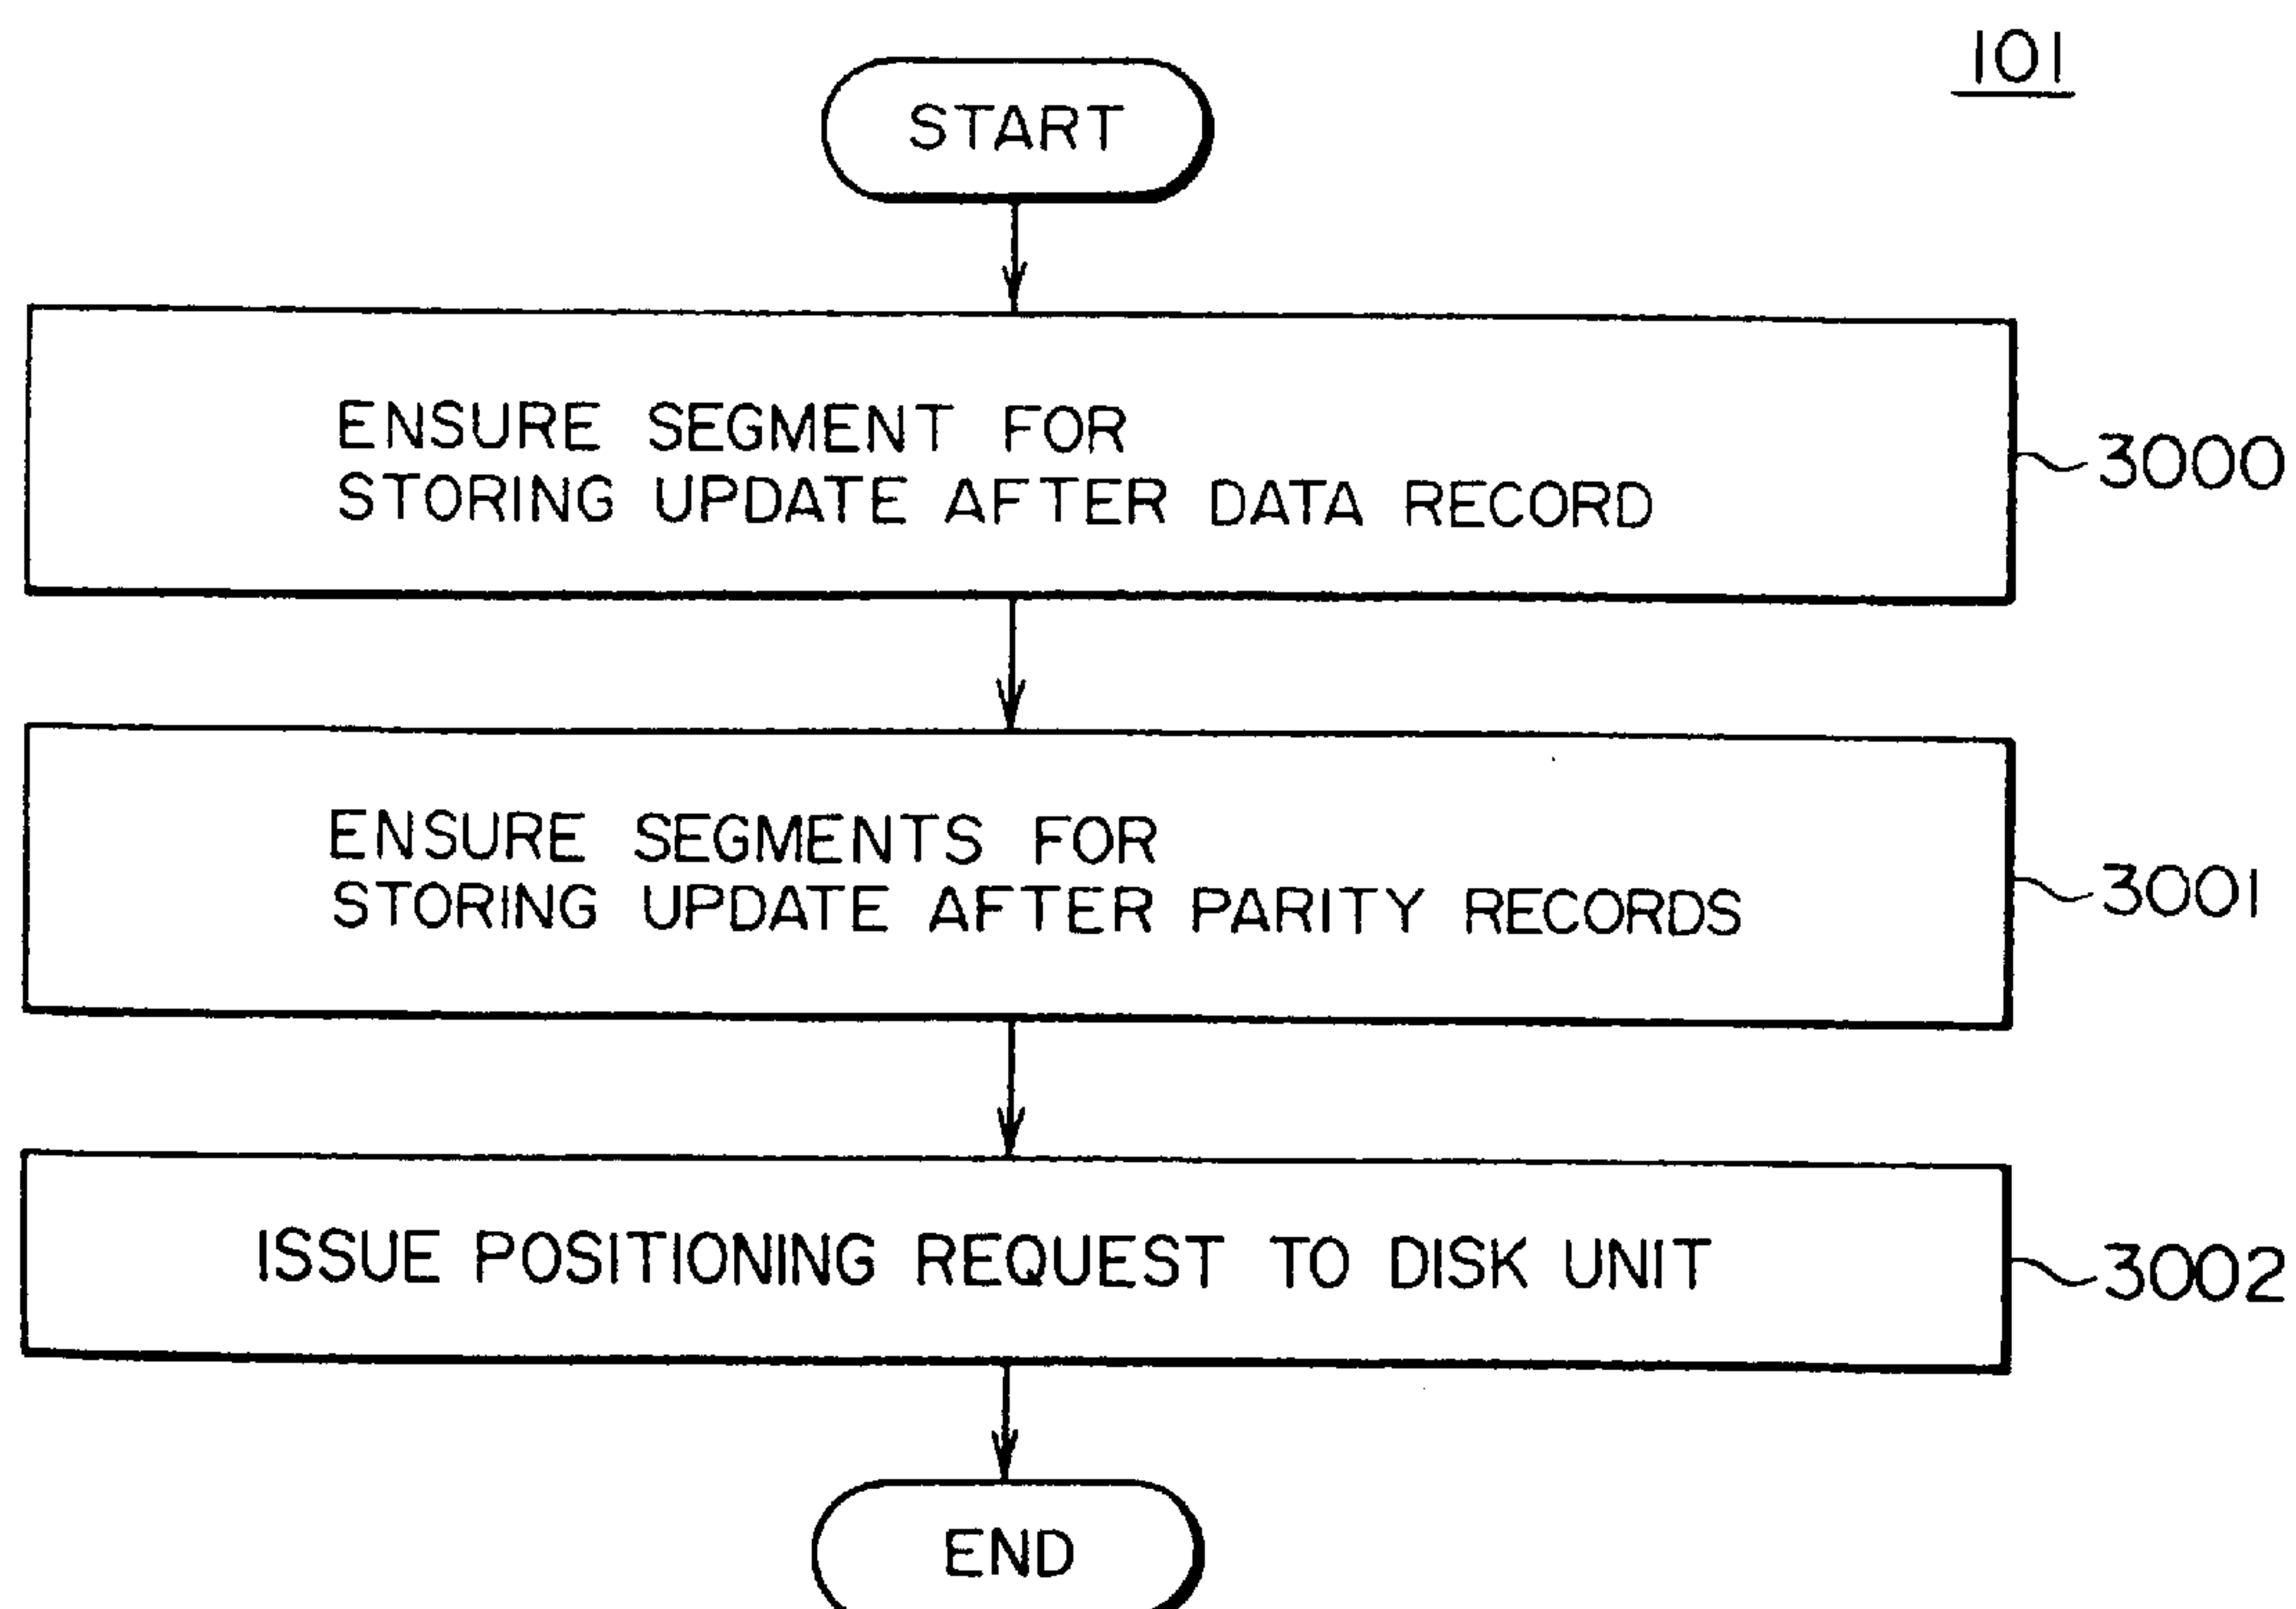 101
START
ENSURE SEGMENT FOR
STORING UPDATE AFTER DATA RECORD
3000
ENSURE SEGMENTS FOR
STORING UPDATE AFTER PARITY RECORDS
3001
ISSUE POSITIONING REQUEST TO DISK UNIT
3002
END